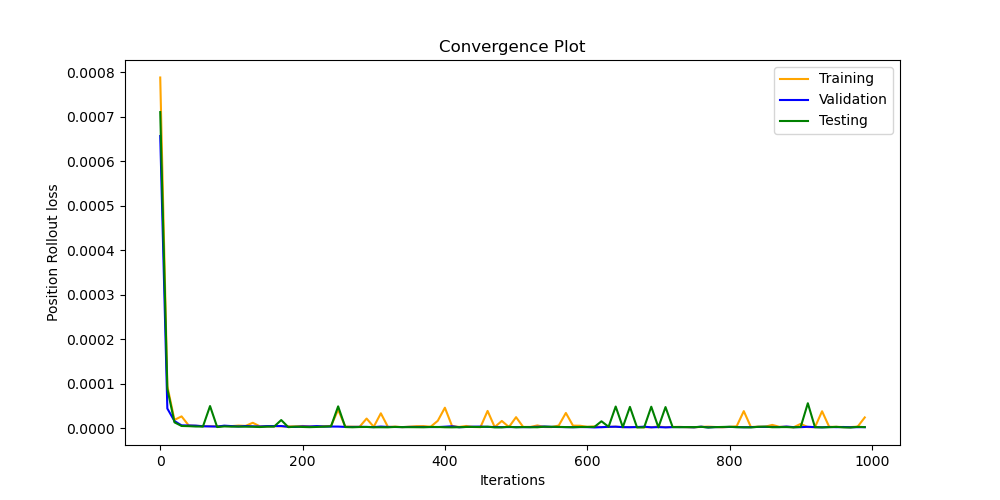 Convergence Plot
0.0008
0.0007
0.0006
0.0005
0.0004
0.0003
0.0002
0.0001
0.0000
Position Rollout loss
Training
Validation
Testing
0 200 400 600 800 1000
Iterations